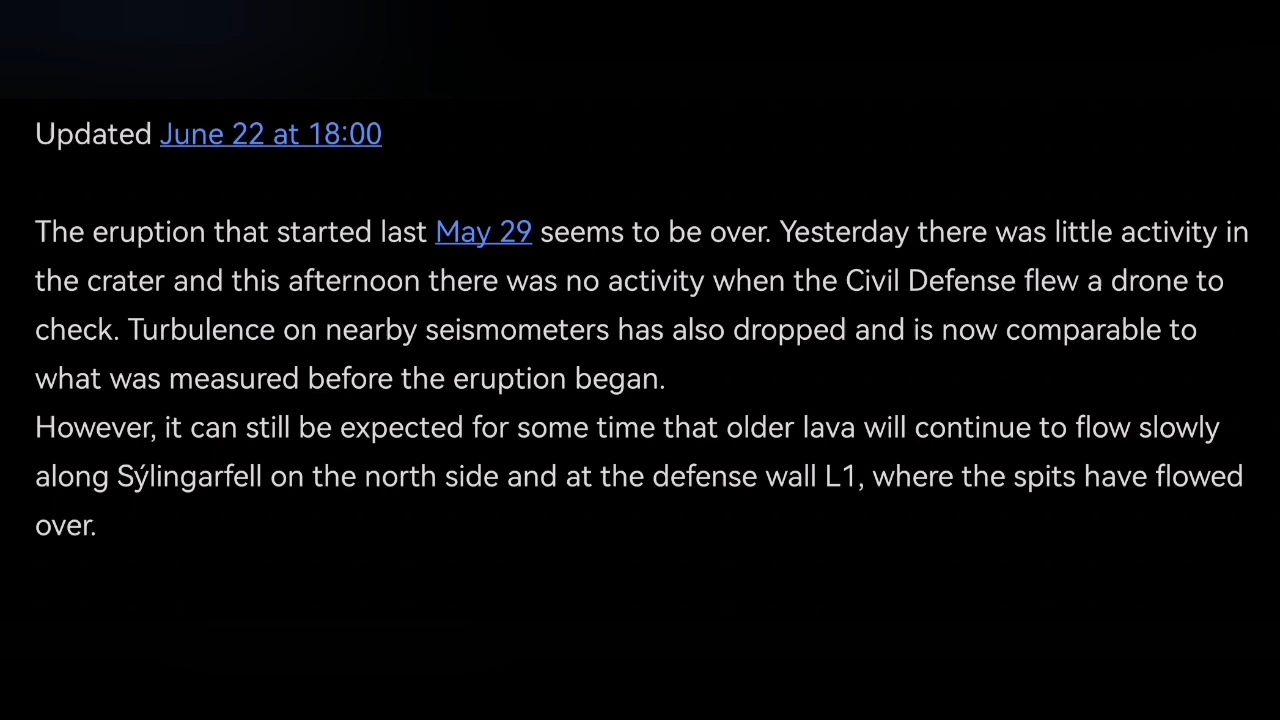 Updated June 22 at 18:00
The eruption that started last May 29 seems to be over. Yesterday there was little activity in
the crater and this afternoon there was no activity when the Civil Defense flew a drone to
check. Turbulence on nearby seismometers has also dropped and is now comparable to
what was measured before the eruption began.
However, it can still be expected for some time that older lava will continue to flow slowly
along Sýlingarfell on the north side and at the defense wall L1, where the spits have flowed
over.